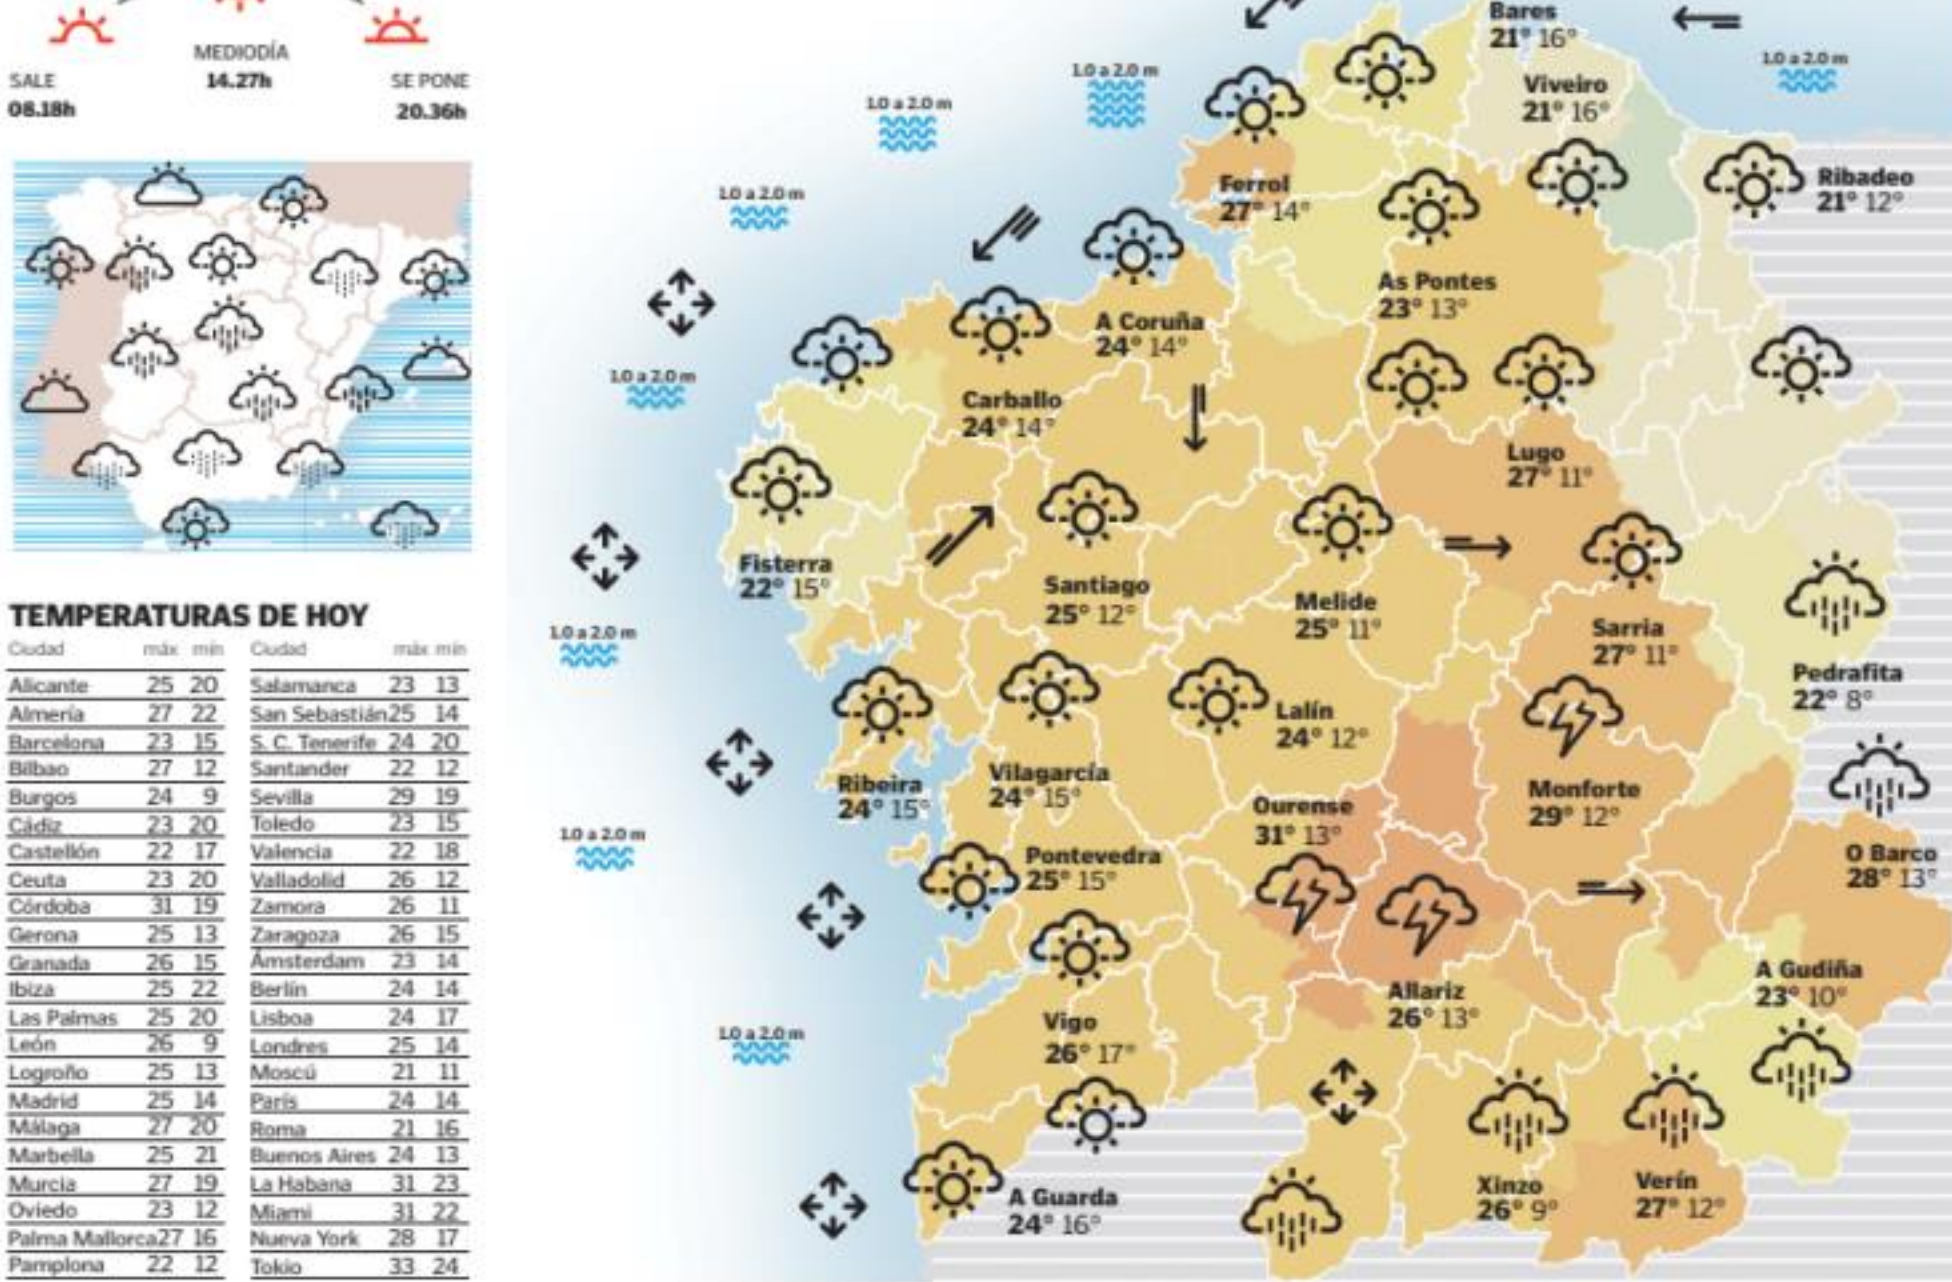 MEDIODÍA
14.27h
SALE
08.18h
SE PONE
20.36h
TEMPERATURAS DE HOY
Ciudad máx mín
Alicante 25 20
Almería 27 22
Barcelona 23 15
Bilbao 27 12
Burgos 24 9
Cádiz 23 20
Castellón 22 17
Ceuta 23 20
Córdoba 31 19
Gerona 25 13
Granada 26 15
Ibiza 25 22
Las Palmas 25 20
León 26 9
Logroño 25 13
Madrid 25 14
Málaga 27 20
Marbella 25 21
Murcia 27 19
Oviedo 23 12
Palma Mallorca 27 16
Pamplona 22 12
Ciudad máx mín
Salamanca 23 13
San Sebastián 25 14
S. C. Tenerife 24 20
Santander 22 12
Sevilla 29 19
Toledo 23 15
Valencia 22 18
Valladolid 26 12
Zamora 26 11
Zaragoza 26 15
Ámsterdam 23 14
Berlín 24 14
Lisboa 24 17
Londres 25 14
Moscú 21 11
París 24 14
Roma 21 16
Buenos Aires 24 13
La Habana 31 23
Miami 31 22
Nueva York 28 17
Tokio 33 24
Bares
21° 16°
1.0 a 2.0 m
1.0 a 2.0 m
1.0 a 2.0 m
Viveiro
21° 16°
Ribadeo
21° 12°
Ferrol
27° 14°
1.0 a 2.0 m
As Pontes
23° 13°
A Coruña
24° 14°
1.0 a 2.0 m
Carballo
24° 14°
Lugo
27° 11°
Fisterra
22° 15°
Santiago
25° 12°
Melide
25° 11°
1.0 a 2.0 m
Sarria
27° 11°
Pedrafita
22° 8°
Lalín
24° 12°
Ribeira
24° 15°
Vilagarcía
24° 15°
Ourense
31° 13°
Monforte
29° 12°
1.0 a 2.0 m
Pontevedra
25° 15°
O Barco
28° 13°
A Gudiña
23° 10°
Allariz
26° 13°
Vigo
26° 17°
1.0 a 2.0 m
A Guarda
24° 16°
Xinzo
26° 9°
Verín
27° 12°